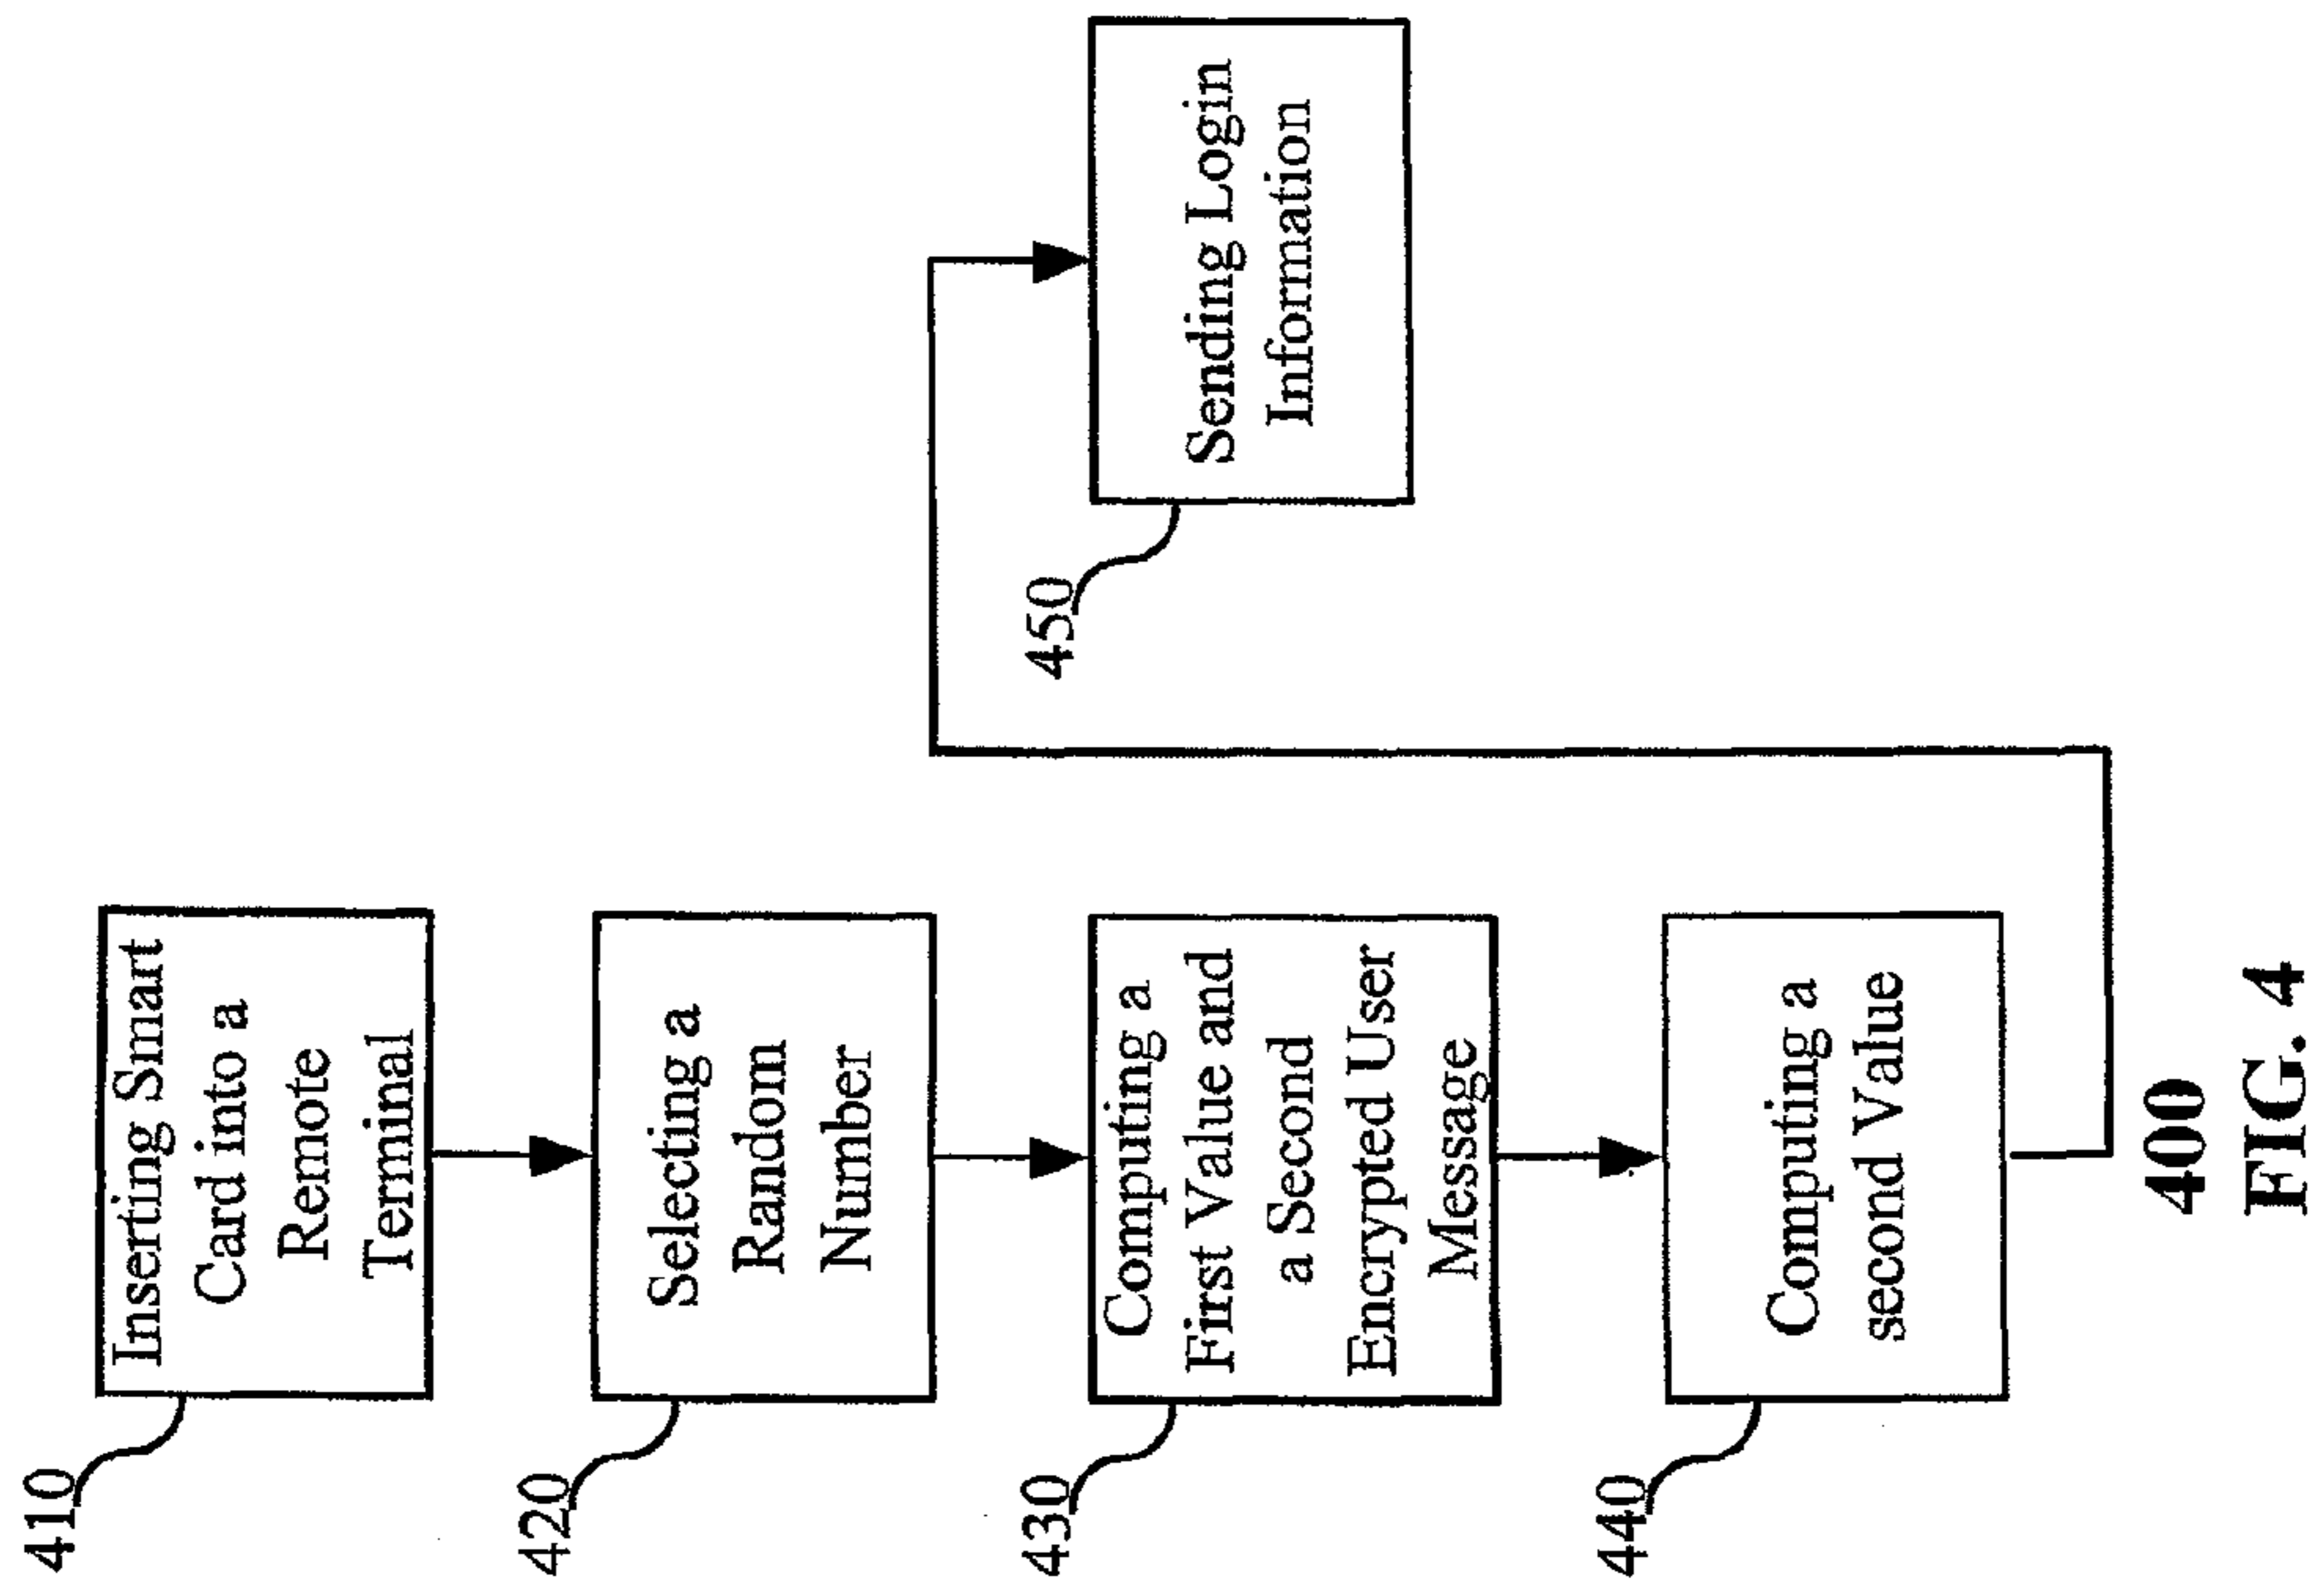 410
Inserting Smart
Card into a
Remote
Terminal
420
Selecting a
Random
Number
430
Computing a
First Value and
a Second
Encrypted User
Message
440
Computing a
second Value
450
Sending Login
Information
400
FIG. 4